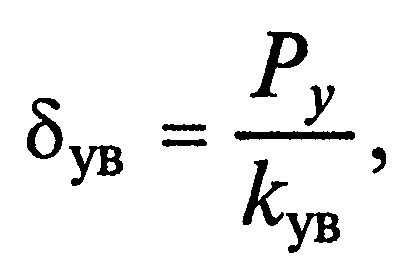 δ_ув = P_y / k_ув,